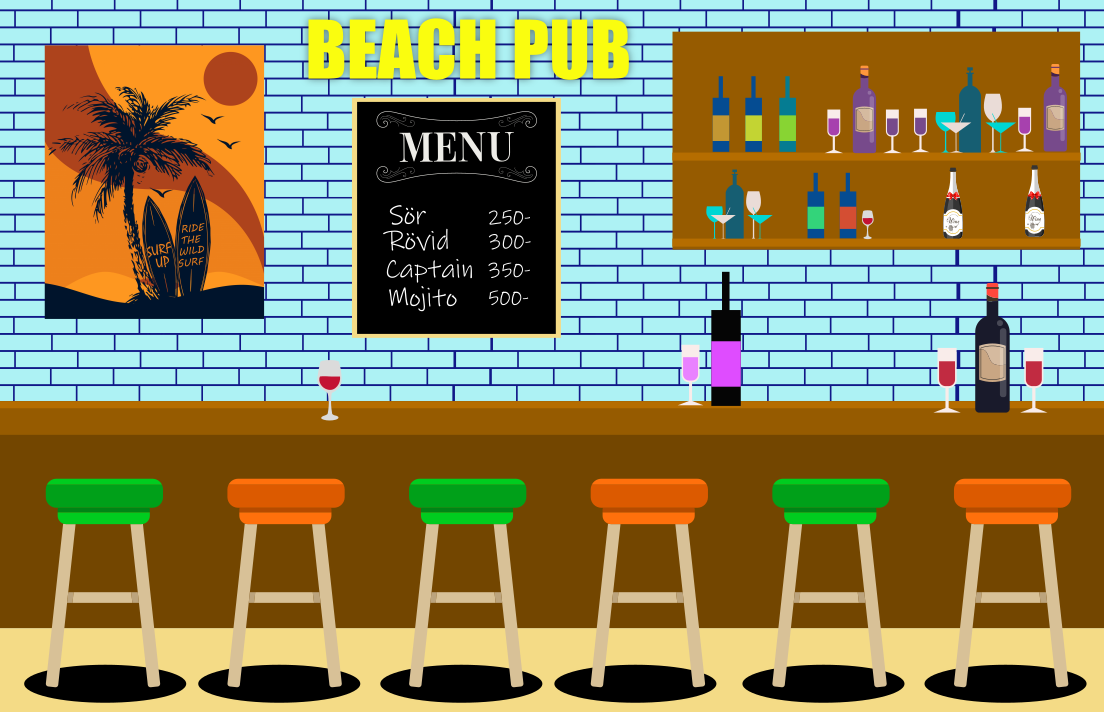 BEACH PUB
MENU
Sör 250-
Rövid 300-
Captain 350-
Mojito 500-
SURF
UP
RIDE
THE
WILD
SURF